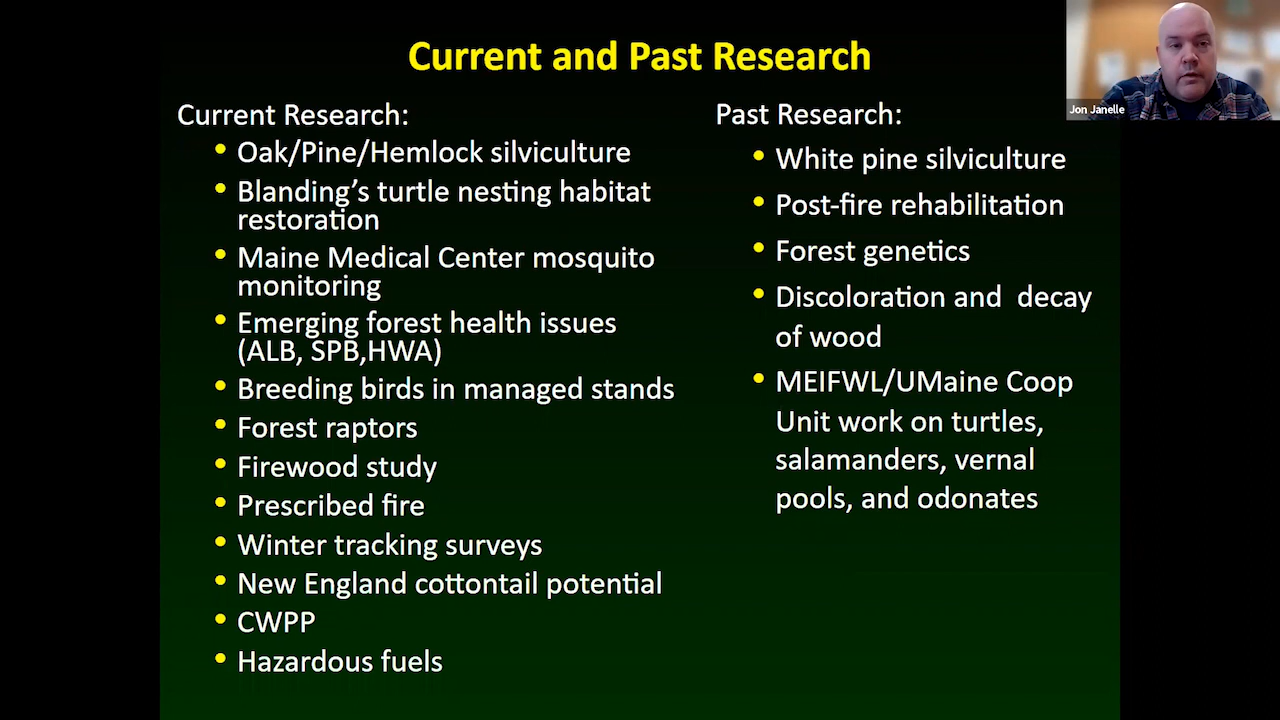 Current and Past Research
Jon Janelle
Current Research:
• Oak/Pine/Hemlock silviculture
• Blanding’s turtle nesting habitat
restoration
• Maine Medical Center mosquito
monitoring
• Emerging forest health issues
(ALB, SPB,HWA)
• Breeding birds in managed stands
• Forest raptors
• Firewood study
• Prescribed fire
• Winter tracking surveys
• New England cottontail potential
• CWPP
• Hazardous fuels
Past Research:
• White pine silviculture
• Post-fire rehabilitation
• Forest genetics
• Discoloration and  decay
of wood
• MEIFWL/UMaine Coop
Unit work on turtles,
salamanders, vernal
pools, and odonates